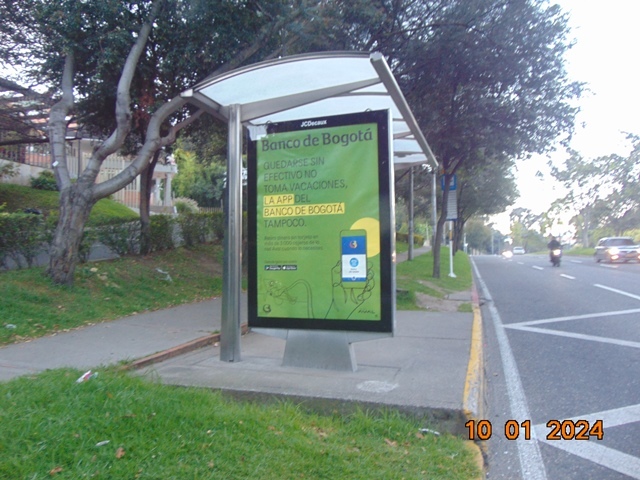 JCDecaux
Banco de Bogotá
QUEDARSE SIN
EFECTIVO NO
TOMA VACACIONES,
LA APP DEL
BANCO DE BOGOTÁ
TAMPOCO
10 01 2024